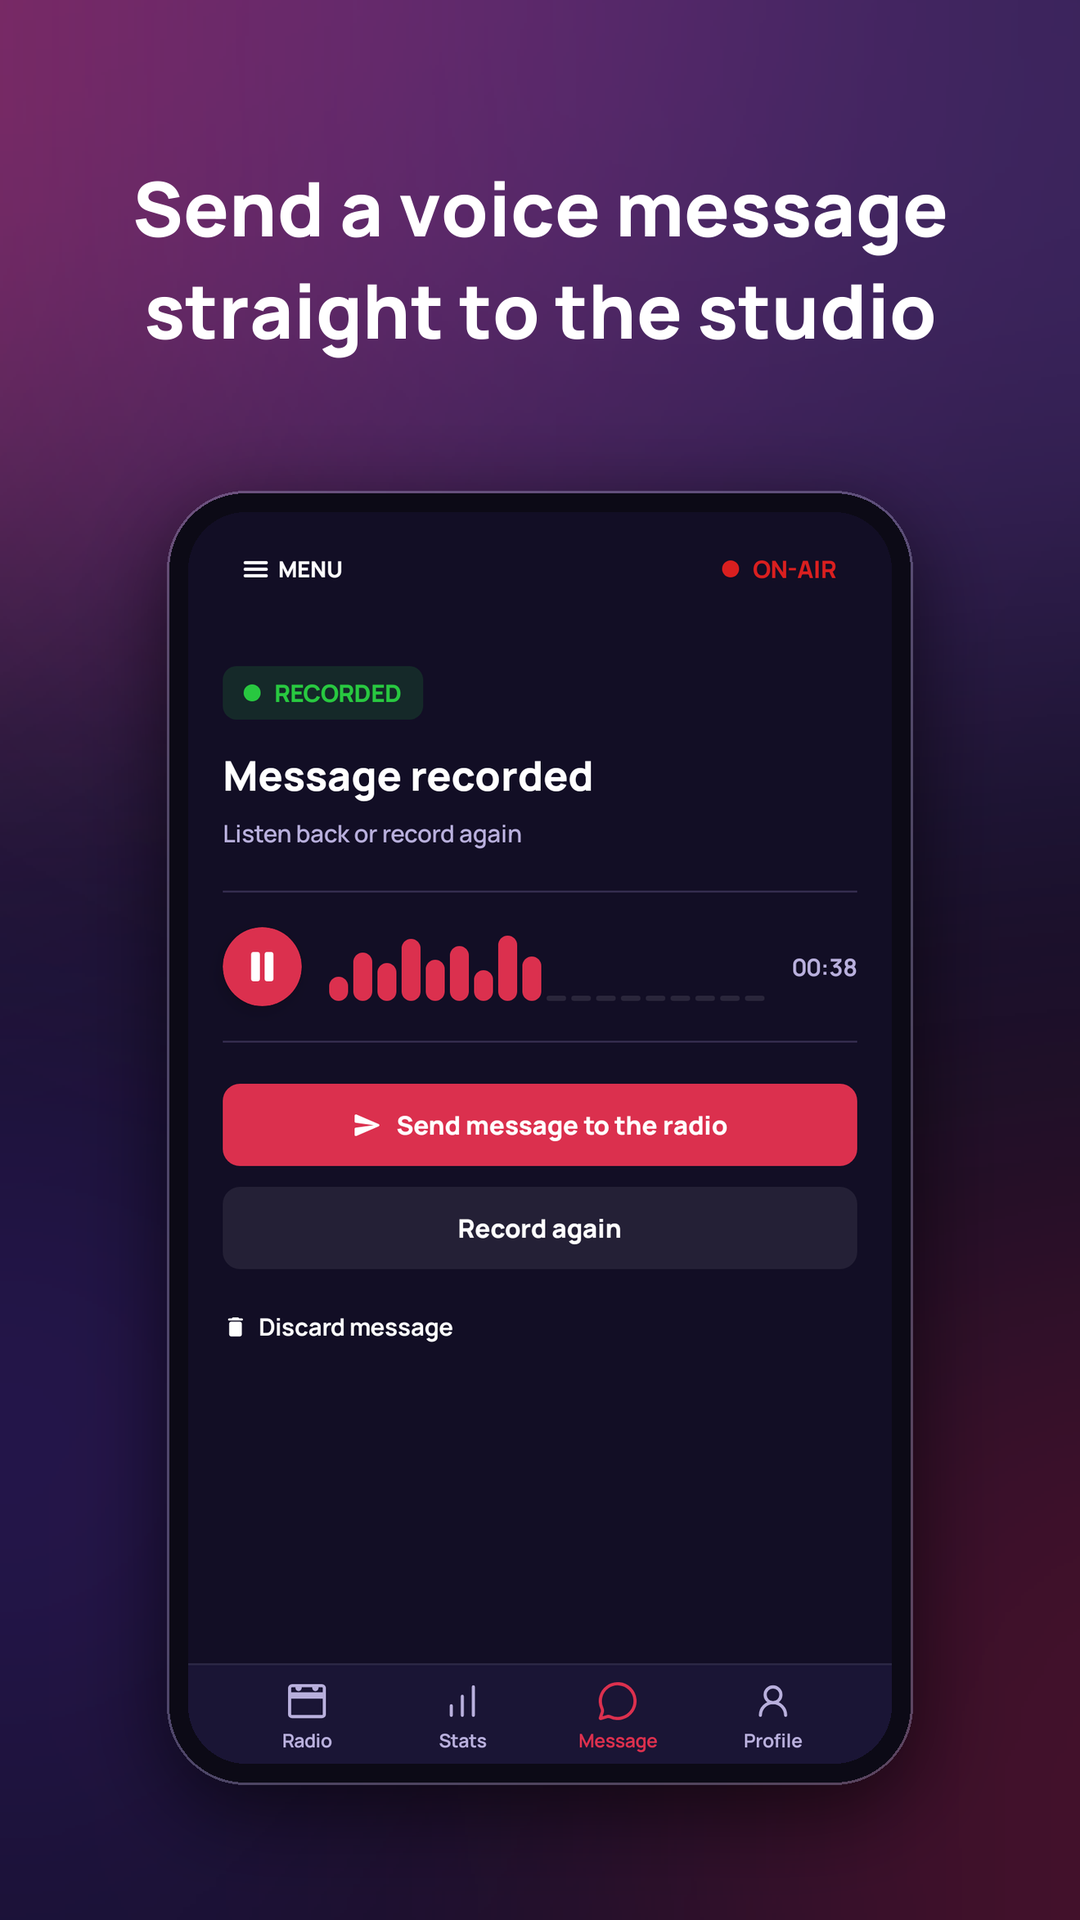 Send a voice message
straight to the studio
MENU
ON-AIR
RECORDED
Message recorded
Listen back or record again
00:38
Send message to the radio
Record again
Discard message
Radio
Stats
Message
Profile